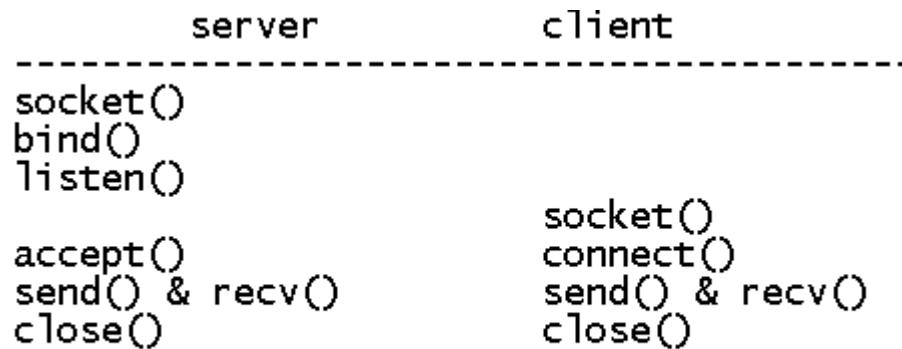 server client
---------------------------------------------
socket()
bind()
listen()
socket()
accept() connect()
send() & recv() send() & recv()
close() close()